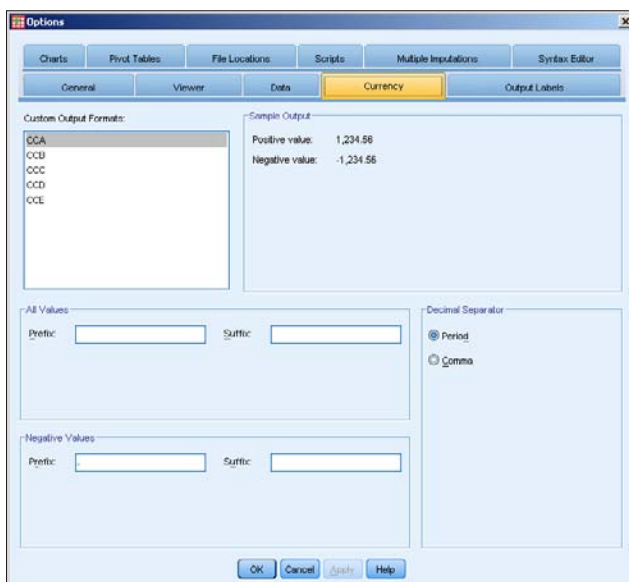 Options
Charts
Pivot Tables
File Locations
Scripts
Multiple Imputations
Syntax Editor
General
Viewer
Data
Currency
Output Labels
Custom Output Formats:
CCA
CCB
CCC
CCD
CCE
Sample Output
Positive value: 1,234.56
Negative value: -1,234.56
All Values
Prefix: Suffix:
Decimal Separator
Period
Comma
Negative Values
Prefix: - Suffix:
OK Cancel Apply Help